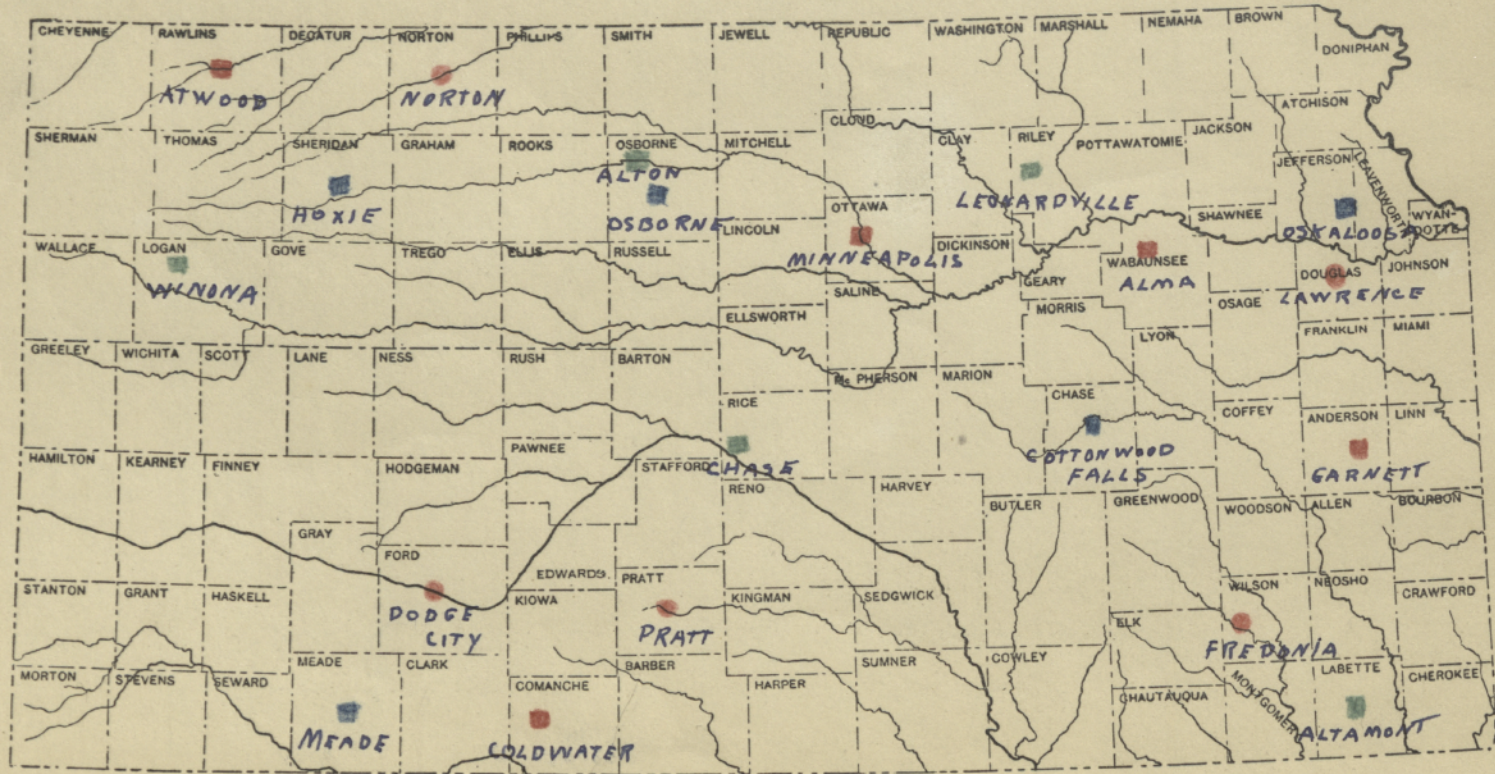 CHEYENNE
RAWLINS
DECATUR
NORTON
PHILLIPS
SMITH
JEWELL
REPUBLIC
WASHINGTON
MARSHALL
NEMAHA
BROWN
DONIPHAN
ATWOOD
NORTON
ATCHISON
SHERMAN
THOMAS
SHERIDAN
GRAHAM
ROOKS
OSBORNE
MITCHELL
CLOUD
CLAY
RILEY
POTTAWATOMIE
JACKSON
JEFFERSON
LEAVENWORTH
ALTON
HOXIE
OSBORNE
LEONARDVILLE
OTTAWA
SHAWNEE
OSKALOOSA
WYAN-
DOTTE
WALLACE
LOGAN
GOVE
TREGO
ELLIS
RUSSELL
LINCOLN
MINNEAPOLIS
DICKINSON
GEARY
WABAUNSEE
ALMA
DOUGLAS
JOHNSON
WINONA
SALINE
LAWRENCE
ELLSWORTH
MORRIS
OSAGE
FRANKLIN
MIAMI
GREELEY
WICHITA
SCOTT
LANE
NESS
RUSH
BARTON
LYON
Mc PHERSON
MARION
RICE
CHASE
COFFEY
ANDERSON
LINN
HAMILTON
KEARNEY
FINNEY
HODGEMAN
PAWNEE
STAFFORD
CHASE
COTTONWOOD
FALLS
GARNETT
RENO
HARVEY
BUTLER
GREENWOOD
WOODSON
ALLEN
BOURBON
GRAY
FORD
EDWARDS
PRATT
STANTON
GRANT
HASKELL
KIOWA
KINGMAN
SEDGWICK
WILSON
NEOSHO
CRAWFORD
DODGE
CITY
PRATT
ELK
FREDONIA
MORTON
STEVENS
SEWARD
MEADE
CLARK
COMANCHE
BARBER
HARPER
SUMNER
COWLEY
CHAUTAUQUA
MONTGOMERY
LABETTE
CHEROKEE
MEADE
COLDWATER
ALTAMONT